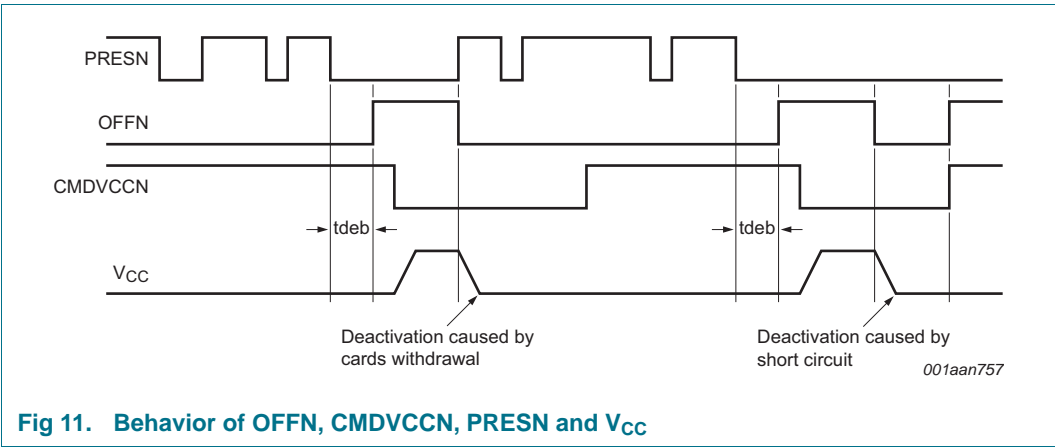 PRESN
OFFN
CMDVCCN
tdeb
tdeb
VCC
Deactivation caused by
cards withdrawal
Deactivation caused by
short circuit
001aan757
Fig 11. Behavior of OFFN, CMDVCCN, PRESN and VCC